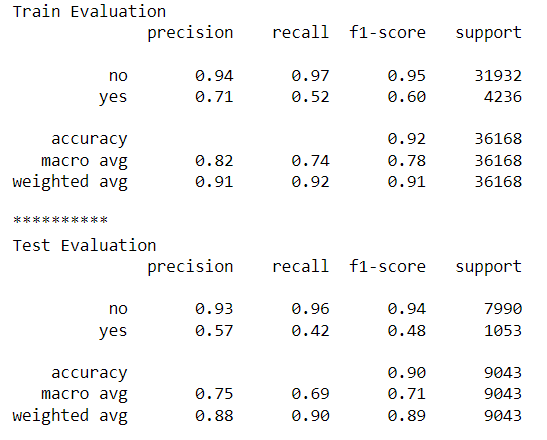 Train Evaluation
precision recall f1-score support
no 0.94 0.97 0.95 31932
yes 0.71 0.52 0.60 4236
accuracy 0.92 36168
macro avg 0.82 0.74 0.78 36168
weighted avg 0.91 0.92 0.91 36168
**********
Test Evaluation
precision recall f1-score support
no 0.93 0.96 0.94 7990
yes 0.57 0.42 0.48 1053
accuracy 0.90 9043
macro avg 0.75 0.69 0.71 9043
weighted avg 0.88 0.90 0.89 9043